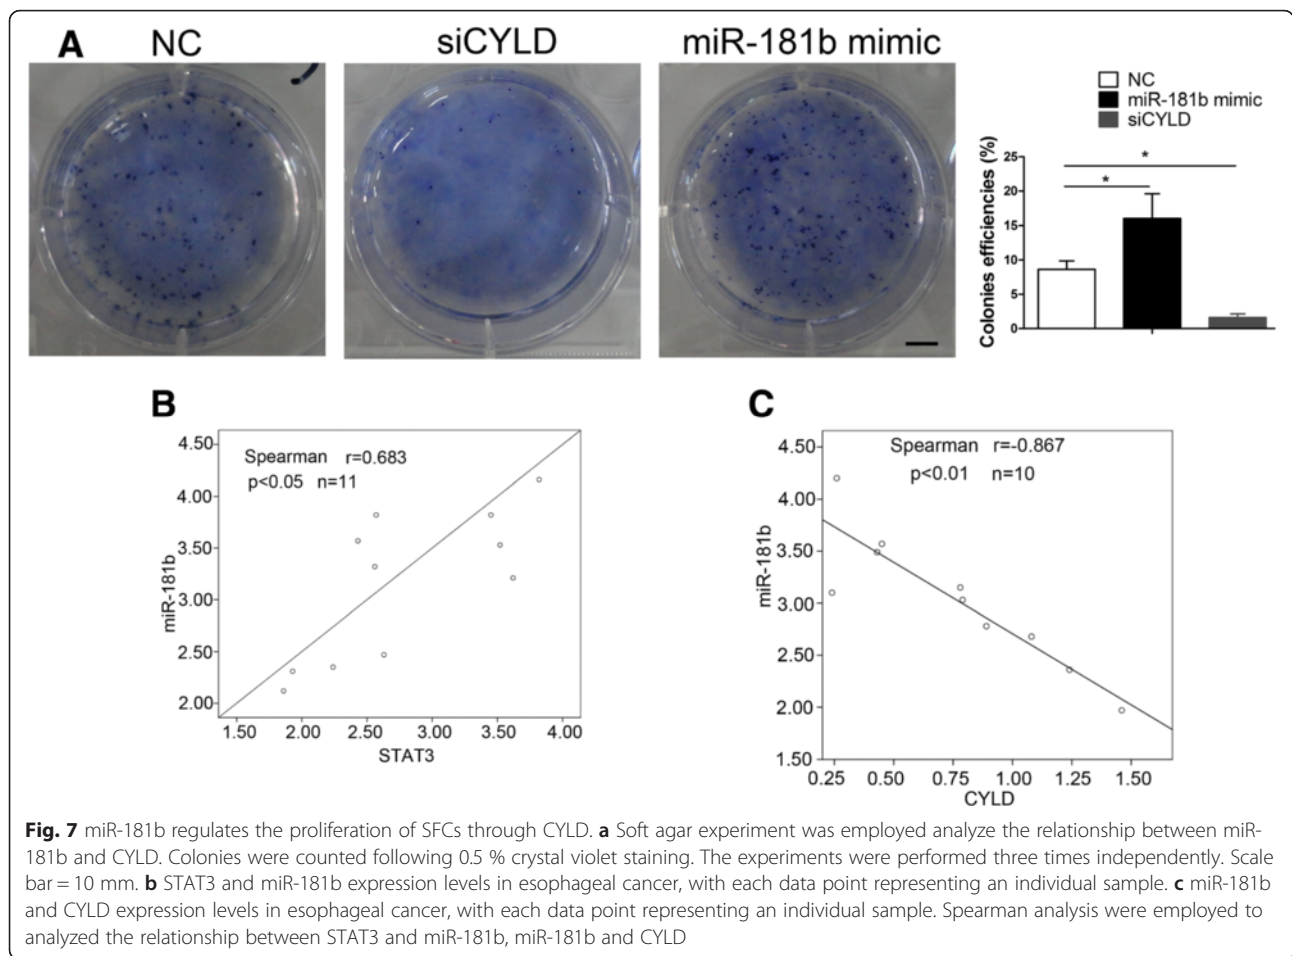 A
NC
siCYLD
miR-181b mimic
NC
miR-181b mimic
siCYLD
Colonies efficiencies (%)
25
20
15
10
5
0
*
*
B
Spearman r=0.683
p<0.05 n=11
miR-181b
4.50
4.00
3.50
3.00
2.50
2.00
1.50 2.00 2.50 3.00 3.50 4.00
STAT3
C
Spearman r=-0.867
p<0.01 n=10
miR-181b
4.50
4.00
3.50
3.00
2.50
2.00
1.50
0.25 0.50 0.75 1.00 1.25 1.50
CYLD
Fig. 7 miR-181b regulates the proliferation of SFCs through CYLD. a Soft agar experiment was employed analyze the relationship between miR-
181b and CYLD. Colonies were counted following 0.5 % crystal violet staining. The experiments were performed three times independently. Scale
bar = 10 mm. b STAT3 and miR-181b expression levels in esophageal cancer, with each data point representing an individual sample. c miR-181b
and CYLD expression levels in esophageal cancer, with each data point representing an individual sample. Spearman analysis were employed to
analyzed the relationship between STAT3 and miR-181b, miR-181b and CYLD